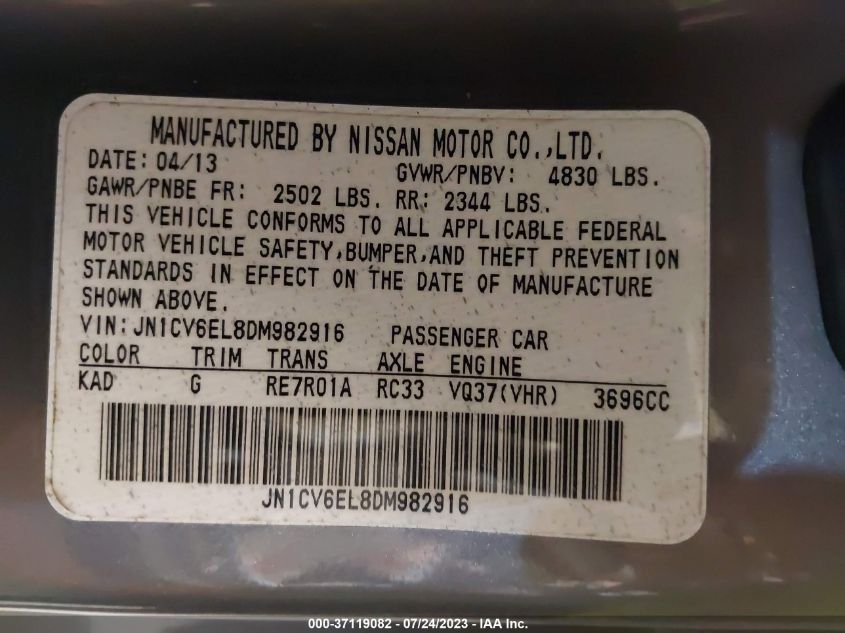 MANUFACTURED BY NISSAN MOTOR CO.,LTD.
DATE: 04/13 GVWR/PNBV: 4830 LBS.
GAWR/PNBE FR: 2502 LBS. RR: 2344 LBS.
THIS VEHICLE CONFORMS TO ALL APPLICABLE FEDERAL
MOTOR VEHICLE SAFETY,BUMPER,AND THEFT PREVENTION
STANDARDS IN EFFECT ON THE DATE OF MANUFACTURE
SHOWN ABOVE.
VIN:JN1CV6EL8DM982916 PASSENGER CAR
COLOR TRIM TRANS AXLE ENGINE
KAD G RE7R01A RC33 VQ37(VHR) 3696CC
JN1CV6EL8DM982916
000-37119082 - 07/24/2023 - IAA Inc.